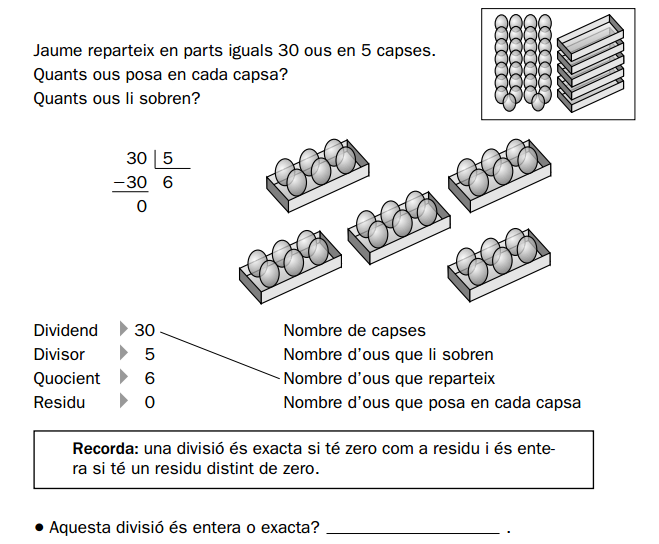 Jaume reparteix en parts iguals 30 ous en 5 capses.
Quants ous posa en cada capsa?
Quants ous li sobren?
30 5
–30 6
0
Dividend 30 Nombre de capses
Divisor 5 Nombre d'ous que li sobren
Quocient 6 Nombre d'ous que reparteix
Residu 0 Nombre d'ous que posa en cada capsa
Recorda: una divisió és exacta si té zero com a residu i és ente-
ra si té un residu distint de zero.
● Aquesta divisió és entera o exacta? ____________________ .